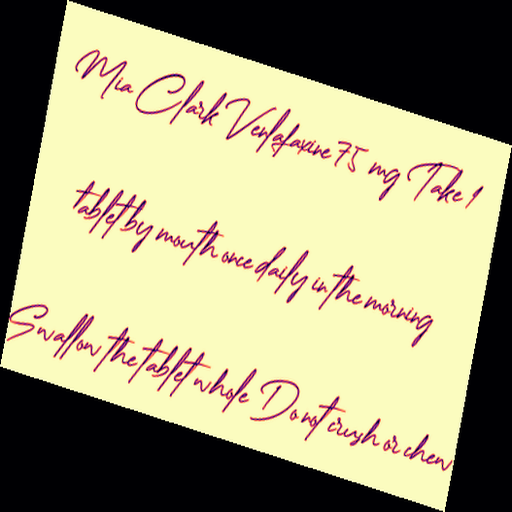 Mia Clark Venlafaxine 75 mg Take 1
tablet by mouth once daily in the morning
Swallow the tablet whole Do not crush or chew